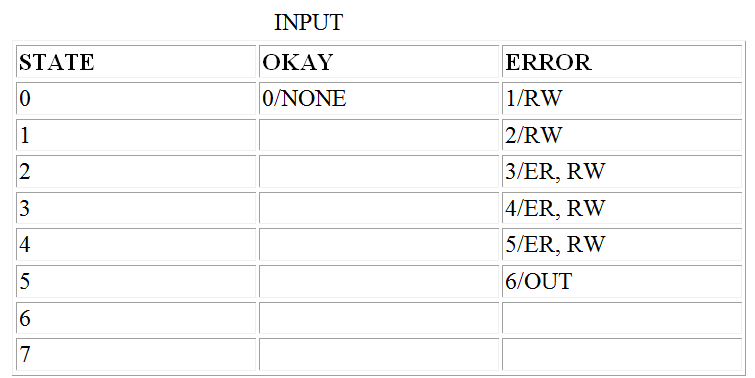 INPUT
STATE OKAY ERROR
0 0/NONE 1/RW
1 2/RW
2 3/ER, RW
3 4/ER, RW
4 5/ER, RW
5 6/OUT
6
7